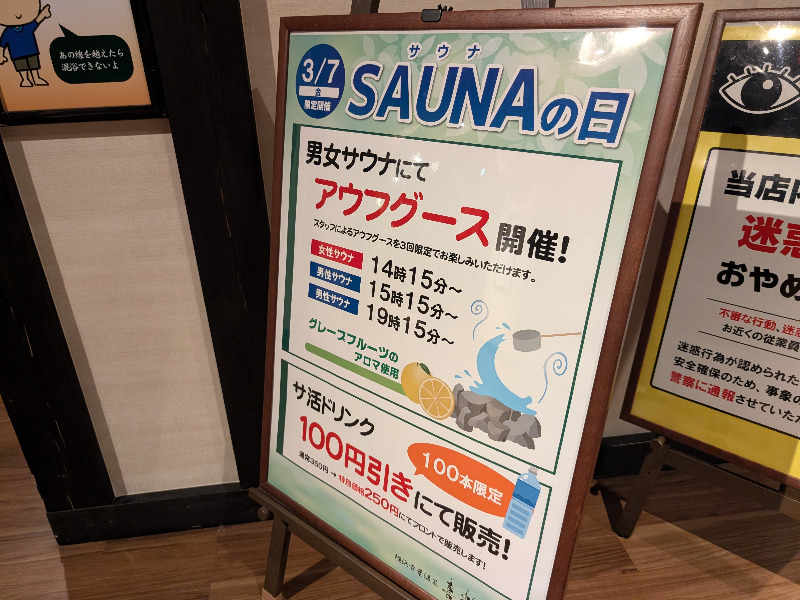 あの線を越えたら
混浴できないよ
3/7
金
限定開催
サウナ
SAUNAの日
男女サウナにて
アウフグース開催!
スタッフによるアウフグースを3回限定でお楽しみいただけます。
女性サウナ 14時15分～
男性サウナ 15時15分～
男性サウナ 19時15分～
グレープフルーツの
アロマ使用
サ活ドリンク
100円引きにて販売!
100本限定
通常350円→特別価格250円にてフロントで販売します!
当店
迷惑
おやめ
不審な行動、迷惑
お近くの従業員
迷惑行為が認められた
安全確保のため、事象の
警察に通報させていた